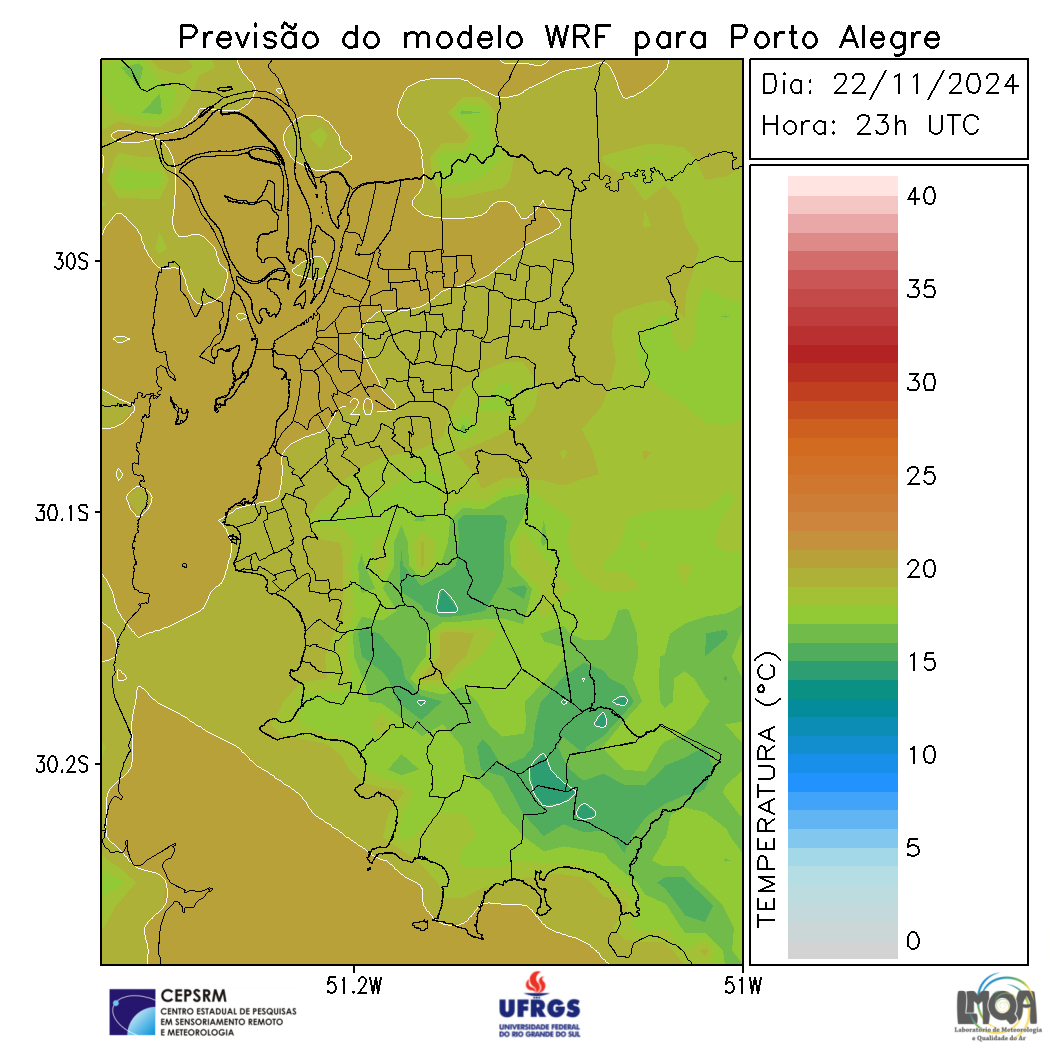 Previsão do modelo WRF para Porto Alegre
Dia: 22/11/2024
Hora: 23h UTC
40
35
30
25
20
15
10
5
0
TEMPERATURA (°C)
30S
30.1S
30.2S
20
51.2W
51W
CEPSRM
CENTRO ESTADUAL DE PESQUISAS
EM SENSORIAMENTO REMOTO
E METEOROLOGIA
UFRGS
UNIVERSIDADE FEDERAL
DO RIO GRANDE DO SUL
LMQA
Laboratório de Meteorologia
e Qualidade do Ar